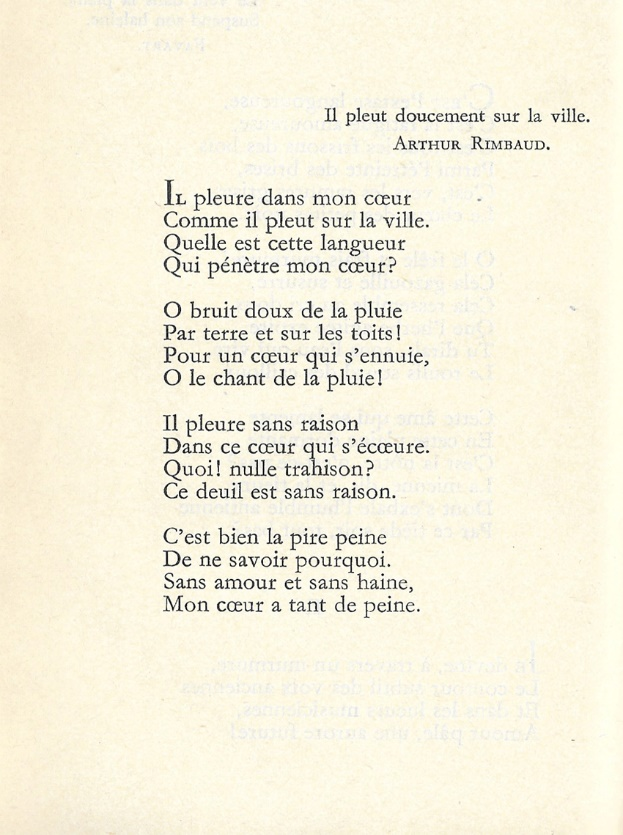 Il pleut doucement sur la ville.
ARTHUR RIMBAUD.
IL pleure dans mon cœur
Comme il pleut sur la ville.
Quelle est cette langueur
Qui pénètre mon cœur?
O bruit doux de la pluie
Par terre et sur les toits!
Pour un cœur qui s'ennuie,
O le chant de la pluie!
Il pleure sans raison
Dans ce cœur qui s'écœure.
Quoi! nulle trahison?
Ce deuil est sans raison.
C'est bien la pire peine
De ne savoir pourquoi.
Sans amour et sans haine,
Mon cœur a tant de peine.